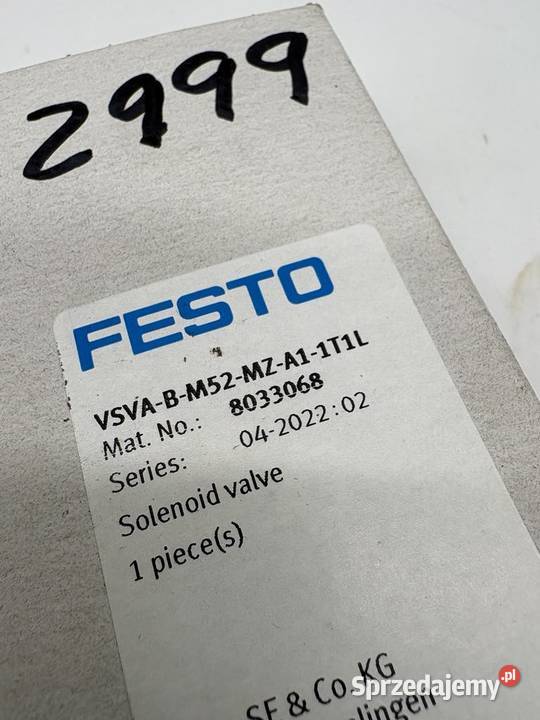 2999
FESTO
VSVA-B-M52-MZ-A1-1T1L
Mat. No.: 8033068
Series: 04-2022:02
Solenoid valve
1 piece(s)
SE & Co. KG
Sprzedajemy.pl